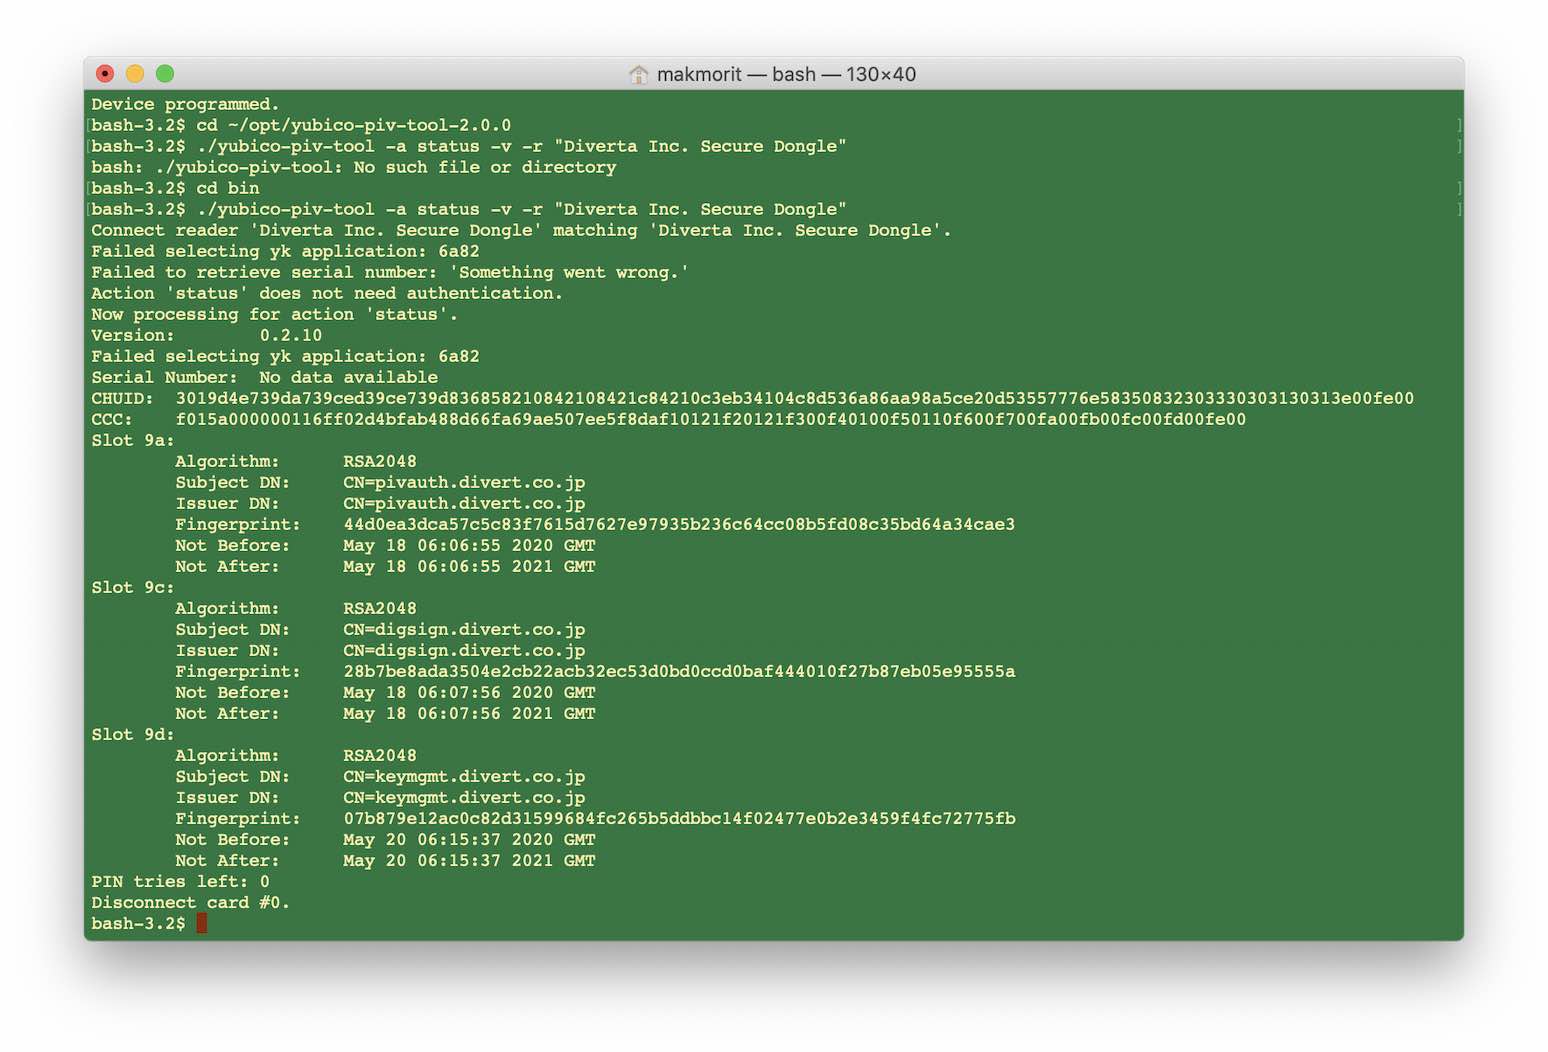 makmorit — bash — 130×40
Device programmed.
[bash-3.2$ cd ~/opt/yubico-piv-tool-2.0.0 ]
[bash-3.2$ ./yubico-piv-tool -a status -v -r "Diverta Inc. Secure Dongle" ]
bash: ./yubico-piv-tool: No such file or directory
[bash-3.2$ cd bin ]
[bash-3.2$ ./yubico-piv-tool -a status -v -r "Diverta Inc. Secure Dongle" ]
Connect reader 'Diverta Inc. Secure Dongle' matching 'Diverta Inc. Secure Dongle'.
Failed selecting yk application: 6a82
Failed to retrieve serial number: 'Something went wrong.'
Action 'status' does not need authentication.
Now processing for action 'status'.
Version: 0.2.10
Failed selecting yk application: 6a82
Serial Number: No data available
CHUID: 3019d4e739da739ced39ce739d836858210842108421c84210c3eb34104c8d536a86aa98a5ce20d53557776e58350832303330303130313e00fe00
CCC: f015a000000116ff02d4bfab488d66fa69ae507ee5f8daf10121f20121f300f40100f50110f600f700fa00fb00fc00fd00fe00
Slot 9a:
Algorithm: RSA2048
Subject DN: CN=pivauth.divert.co.jp
Issuer DN: CN=pivauth.divert.co.jp
Fingerprint: 44d0ea3dca57c5c83f7615d7627e97935b236c64cc08b5fd08c35bd64a34cae3
Not Before: May 18 06:06:55 2020 GMT
Not After: May 18 06:06:55 2021 GMT
Slot 9c:
Algorithm: RSA2048
Subject DN: CN=digsign.divert.co.jp
Issuer DN: CN=digsign.divert.co.jp
Fingerprint: 28b7be8ada3504e2cb22acb32ec53d0bd0ccd0baf444010f27b87eb05e95555a
Not Before: May 18 06:07:56 2020 GMT
Not After: May 18 06:07:56 2021 GMT
Slot 9d:
Algorithm: RSA2048
Subject DN: CN=keymgmt.divert.co.jp
Issuer DN: CN=keymgmt.divert.co.jp
Fingerprint: 07b879e12ac0c82d31599684fc265b5ddbbc14f02477e0b2e3459f4fc72775fb
Not Before: May 20 06:15:37 2020 GMT
Not After: May 20 06:15:37 2021 GMT
PIN tries left: 0
Disconnect card #0.
bash-3.2$